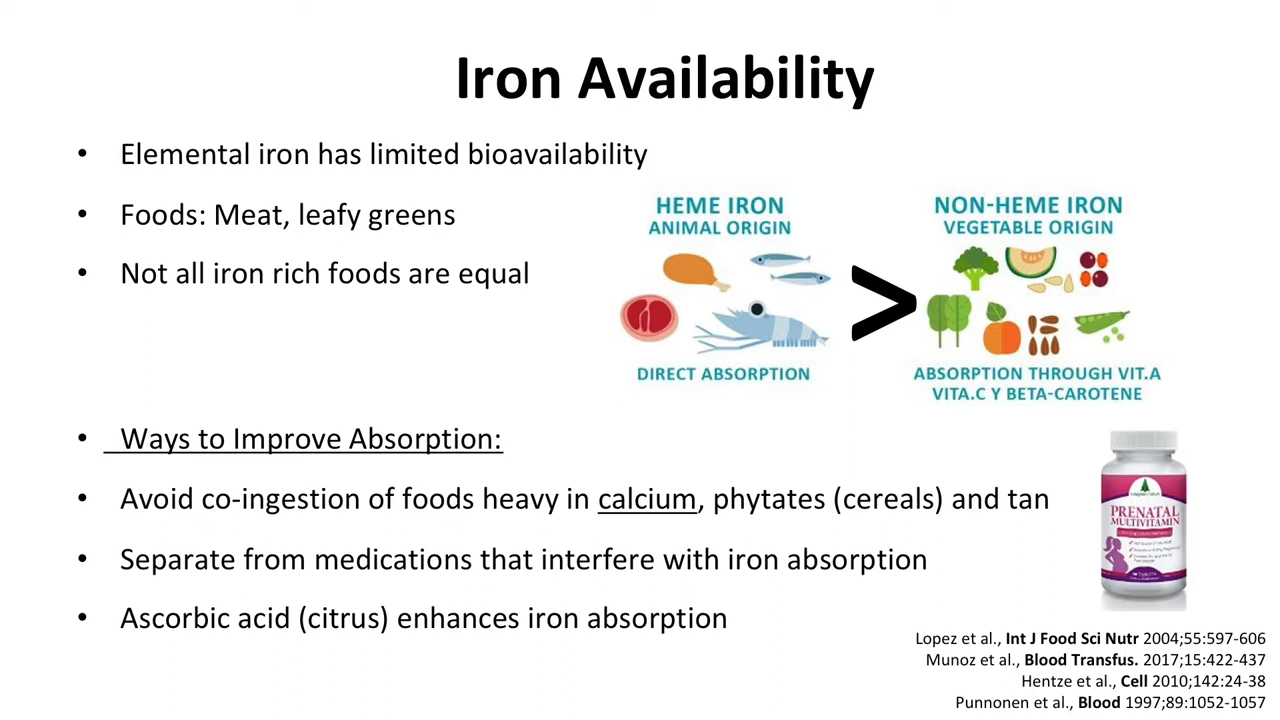 Iron Availability
• Elemental iron has limited bioavailability
• Foods: Meat, leafy greens
• Not all iron rich foods are equal
HEME IRON
ANIMAL ORIGIN
DIRECT ABSORPTION
>
NON-HEME IRON
VEGETABLE ORIGIN
ABSORPTION THROUGH VIT.A
VITA.C Y BETA-CAROTENE
• Ways to Improve Absorption:
• Avoid co-ingestion of foods heavy in calcium, phytates (cereals) and tan
• Separate from medications that interfere with iron absorption
• Ascorbic acid (citrus) enhances iron absorption
PRENATAL
MULTIVITAMIN
Lopez et al., Int J Food Sci Nutr 2004;55:597-606
Munoz et al., Blood Transfus. 2017;15:422-437
Hentze et al., Cell 2010;142:24-38
Punnonen et al., Blood 1997;89:1052-1057